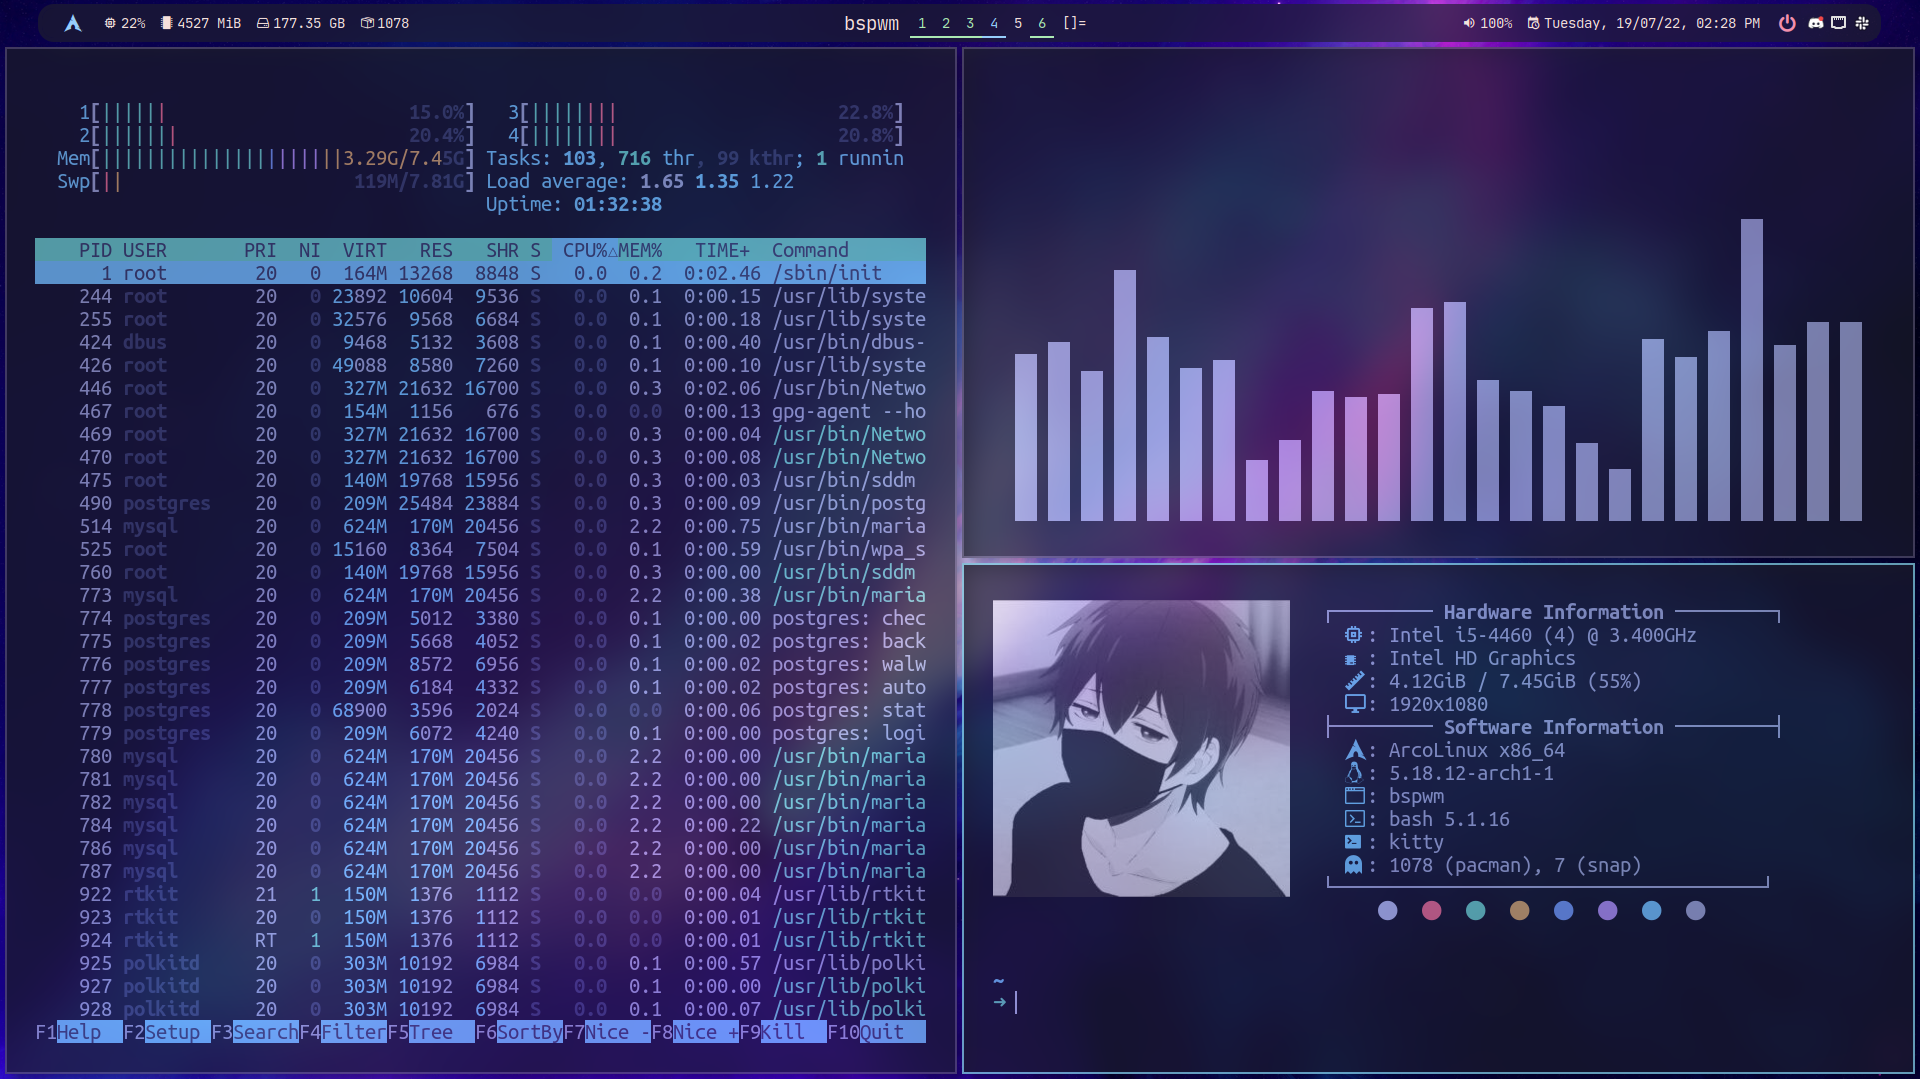 22% 4527 MiB 177.35 GB 1078 bspwm 1 2 3 4 5 6 []= 100% Tuesday, 19/07/22, 02:28 PM
1[||||||15.0%] 3[||||||||22.8%]
2[|||||||20.4%] 4[||||||||20.8%]
Mem[||||||||||||||||||||||3.29G/7.45G] Tasks: 103, 716 thr, 99 kthr; 1 runnin
Swp[||119M/7.81G] Load average: 1.65 1.35 1.22
Uptime: 01:32:38
PID USER PRI NI VIRT RES SHR S CPU%△MEM% TIME+ Command
1 root 20 0 164M 13268 8848 S 0.0 0.2 0:02.46 /sbin/init
244 root 20 0 23892 10604 9536 S 0.0 0.1 0:00.15 /usr/lib/syste
255 root 20 0 32576 9568 6684 S 0.0 0.1 0:00.18 /usr/lib/syste
424 dbus 20 0 9468 5132 3608 S 0.0 0.1 0:00.40 /usr/bin/dbus-
426 root 20 0 49088 8580 7260 S 0.0 0.1 0:00.10 /usr/lib/syste
446 root 20 0 327M 21632 16700 S 0.0 0.3 0:02.06 /usr/bin/Netwo
467 root 20 0 154M 1156 676 S 0.0 0.0 0:00.13 gpg-agent --ho
469 root 20 0 327M 21632 16700 S 0.0 0.3 0:00.04 /usr/bin/Netwo
470 root 20 0 327M 21632 16700 S 0.0 0.3 0:00.08 /usr/bin/Netwo
475 root 20 0 140M 19768 15956 S 0.0 0.3 0:00.03 /usr/bin/sddm
490 postgres 20 0 209M 25484 23884 S 0.0 0.3 0:00.09 /usr/bin/postg
514 mysql 20 0 624M 170M 20456 S 0.0 2.2 0:00.75 /usr/bin/maria
525 root 20 0 15160 8364 7504 S 0.0 0.1 0:00.59 /usr/bin/wpa_s
760 root 20 0 140M 19768 15956 S 0.0 0.3 0:00.00 /usr/bin/sddm
773 mysql 20 0 624M 170M 20456 S 0.0 2.2 0:00.38 /usr/bin/maria
774 postgres 20 0 209M 5012 3380 S 0.0 0.1 0:00.00 postgres: chec
775 postgres 20 0 209M 5668 4052 S 0.0 0.1 0:00.02 postgres: back
776 postgres 20 0 209M 8572 6956 S 0.0 0.1 0:00.02 postgres: walw
777 postgres 20 0 209M 6184 4332 S 0.0 0.1 0:00.02 postgres: auto
778 postgres 20 0 68900 3596 2024 S 0.0 0.0 0:00.06 postgres: stat
779 postgres 20 0 209M 6072 4240 S 0.0 0.1 0:00.00 postgres: logi
780 mysql 20 0 624M 170M 20456 S 0.0 2.2 0:00.00 /usr/bin/maria
781 mysql 20 0 624M 170M 20456 S 0.0 2.2 0:00.00 /usr/bin/maria
782 mysql 20 0 624M 170M 20456 S 0.0 2.2 0:00.00 /usr/bin/maria
784 mysql 20 0 624M 170M 20456 S 0.0 2.2 0:00.22 /usr/bin/maria
786 mysql 20 0 624M 170M 20456 S 0.0 2.2 0:00.00 /usr/bin/maria
787 mysql 20 0 624M 170M 20456 S 0.0 2.2 0:00.00 /usr/bin/maria
922 rtkit 21 1 150M 1376 1112 S 0.0 0.0 0:00.04 /usr/lib/rtkit
923 rtkit 20 0 150M 1376 1112 S 0.0 0.0 0:00.01 /usr/lib/rtkit
924 rtkit RT 1 150M 1376 1112 S 0.0 0.0 0:00.01 /usr/lib/rtkit
925 polkitd 20 0 303M 10192 6984 S 0.0 0.1 0:00.57 /usr/lib/polki
927 polkitd 20 0 303M 10192 6984 S 0.0 0.1 0:00.00 /usr/lib/polki
928 polkitd 20 0 303M 10192 6984 S 0.0 0.1 0:00.07 /usr/lib/polki
F1Help F2Setup F3SearchF4FilterF5Tree F6SortByF7Nice -F8Nice +F9Kill F10Quit
Hardware Information
: Intel i5-4460 (4) @ 3.400GHz
: Intel HD Graphics
: 4.12GiB / 7.45GiB (55%)
: 1920x1080
Software Information
: ArcoLinux x86_64
: 5.18.12-arch1-1
: bspwm
: bash 5.1.16
: kitty
: 1078 (pacman), 7 (snap)
~
→